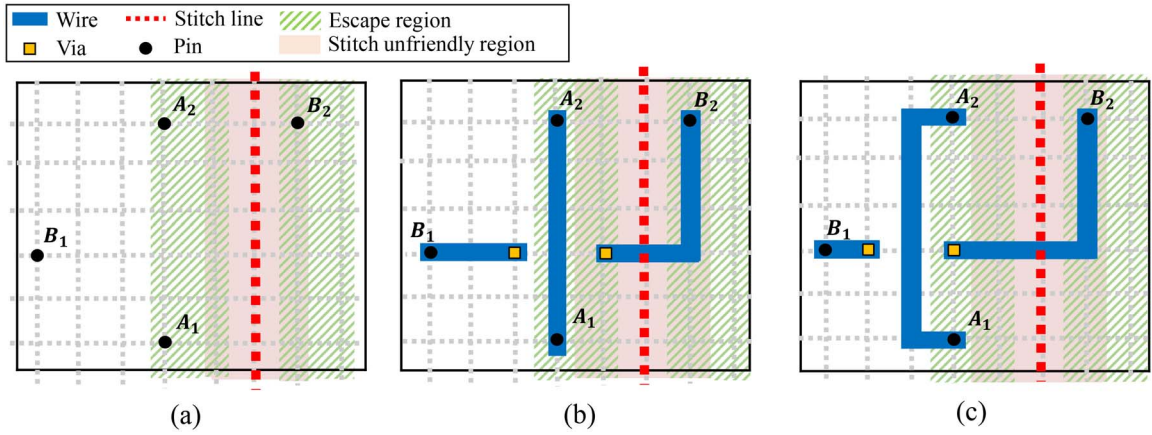 Wire Stitch line Escape region
Via Pin Stitch unfriendly region
A₂ B₂
B₁
A₁
(a)
A₂ B₂
B₁
A₁
(b)
A₂ B₂
B₁
A₁
(c)